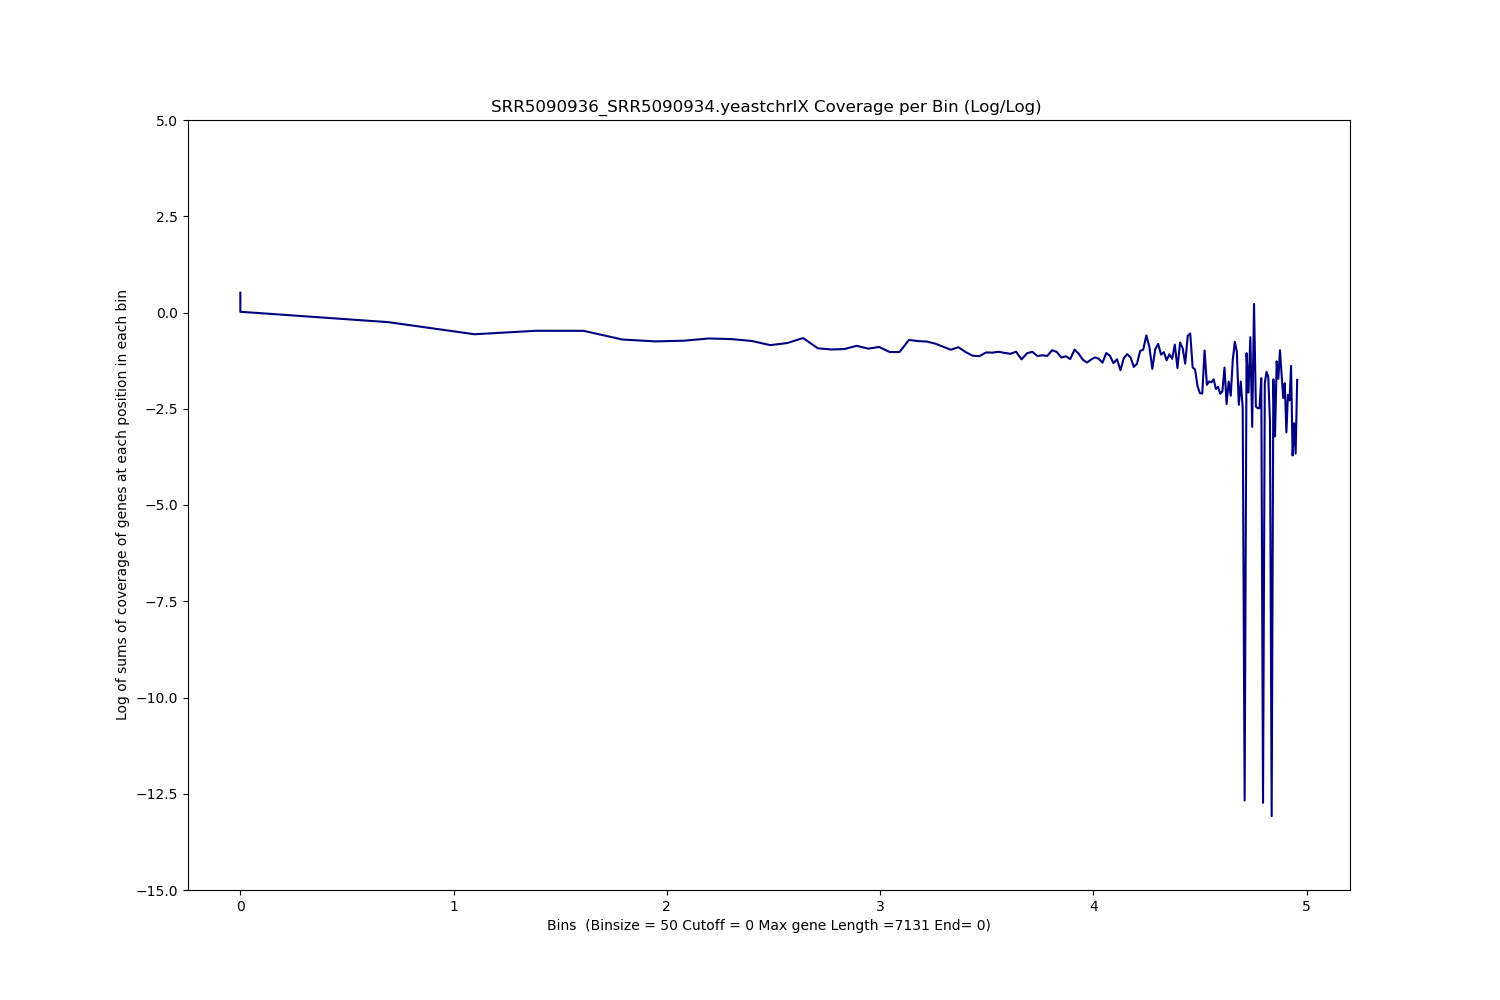 SRR5090936_SRR5090934.yeastchrIX Coverage per Bin (Log/Log)
Log of sums of coverage of genes at each position in each bin
5.0
2.5
0.0
−2.5
−5.0
−7.5
−10.0
−12.5
−15.0
0 1 2 3 4 5
Bins  (Binsize = 50 Cutoff = 0 Max gene Length =7131 End= 0)